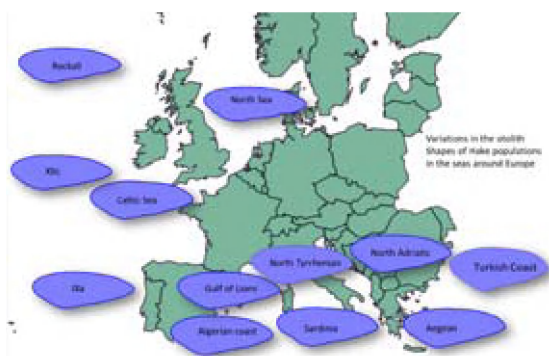 Rockall
North Sea
Variations in the otolith
Shapes of Hake populations
in the seas around Europe
XIIc
Celtic Sea
North Tyrrhenian
North Adriatic
Turkish Coast
IXa
Gulf of Lions
Algerian coast
Sardinia
Aegean